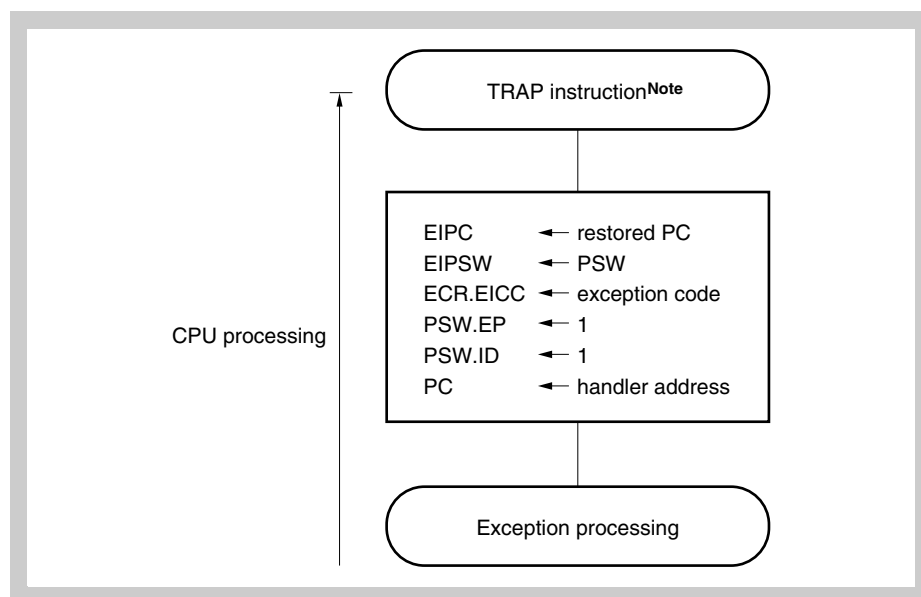 TRAP instructionNote
EIPC ← restored PC
EIPSW ← PSW
ECR.EICC ← exception code
PSW.EP ← 1
PSW.ID ← 1
PC ← handler address
CPU processing
Exception processing